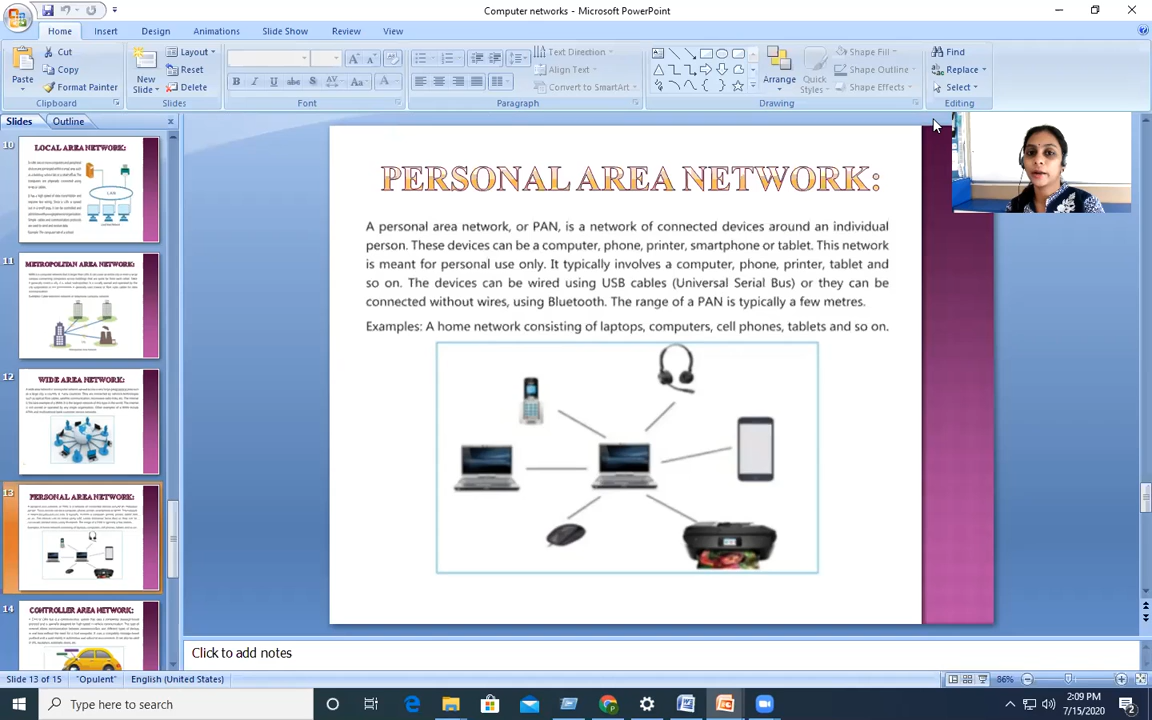 Computer networks - Microsoft PowerPoint
Home Insert Design Animations Slide Show Review View
Cut
Copy
Format Painter
Paste
Clipboard
New
Slide
Layout
Reset
Delete
Slides
Font
Text Direction
Align Text
Convert to SmartArt
Paragraph
Arrange
Quick
Styles
Shape Fill
Shape Outline
Shape Effects
Drawing
Find
Replace
Select
Editing
Slides Outline
10
LOCAL AREA NETWORK:
11
METROPOLITAN AREA NETWORK:
12
WIDE AREA NETWORK:
13
PERSONAL AREA NETWORK:
14
CONTROLLER AREA NETWORK:
PERSONAL AREA NETWORK:
A personal area network, or PAN, is a network of connected devices around an individual
person. These devices can be a computer, phone, printer, smartphone or tablet. This network
is meant for personal use only. It typically involves a computer, phone, printer, tablet and
so on. The devices can be wired using USB cables (Universal Serial Bus) or they can be
connected without wires, using Bluetooth. The range of a PAN is typically a few metres.
Examples: A home network consisting of laptops, computers, cell phones, tablets and so on.
Click to add notes
Slide 13 of 15 "Opulent" English (United States) 86%
Type here to search
2:09 PM
7/15/2020